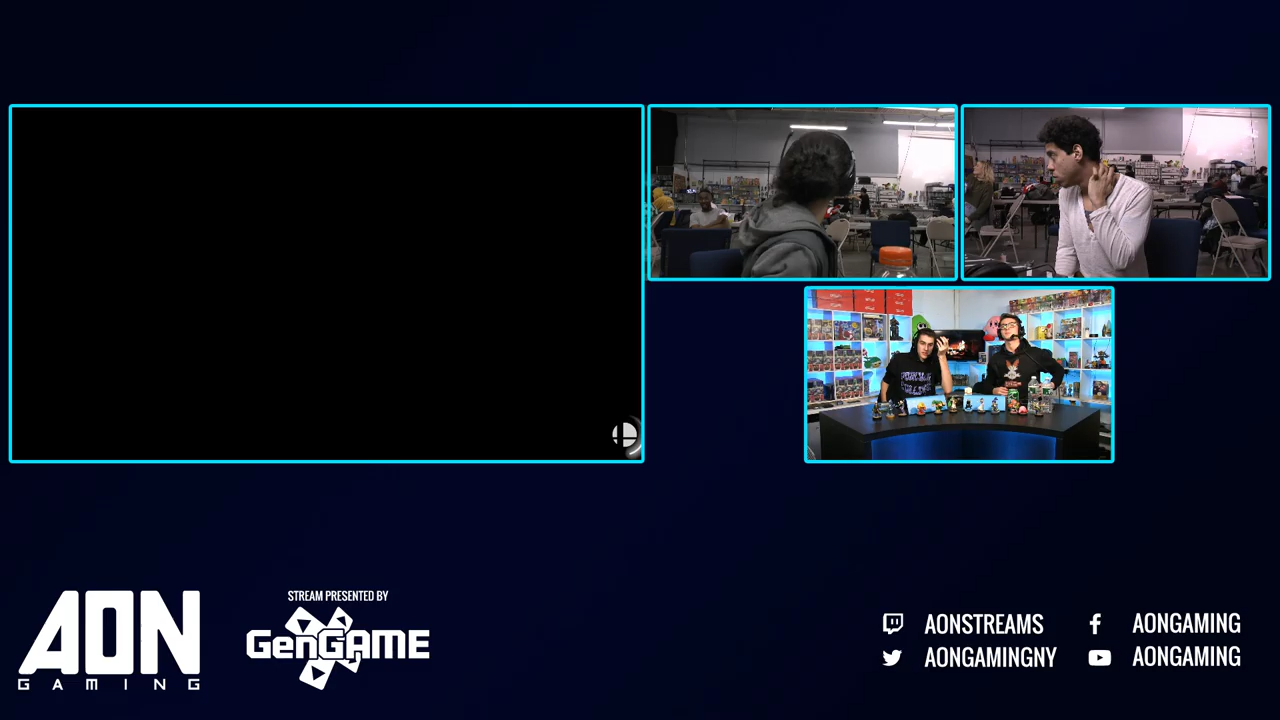 AON
GAMING
STREAM PRESENTED BY
GenGAME
AONSTREAMS
AONGAMING
AONGAMINGNY
AONGAMING